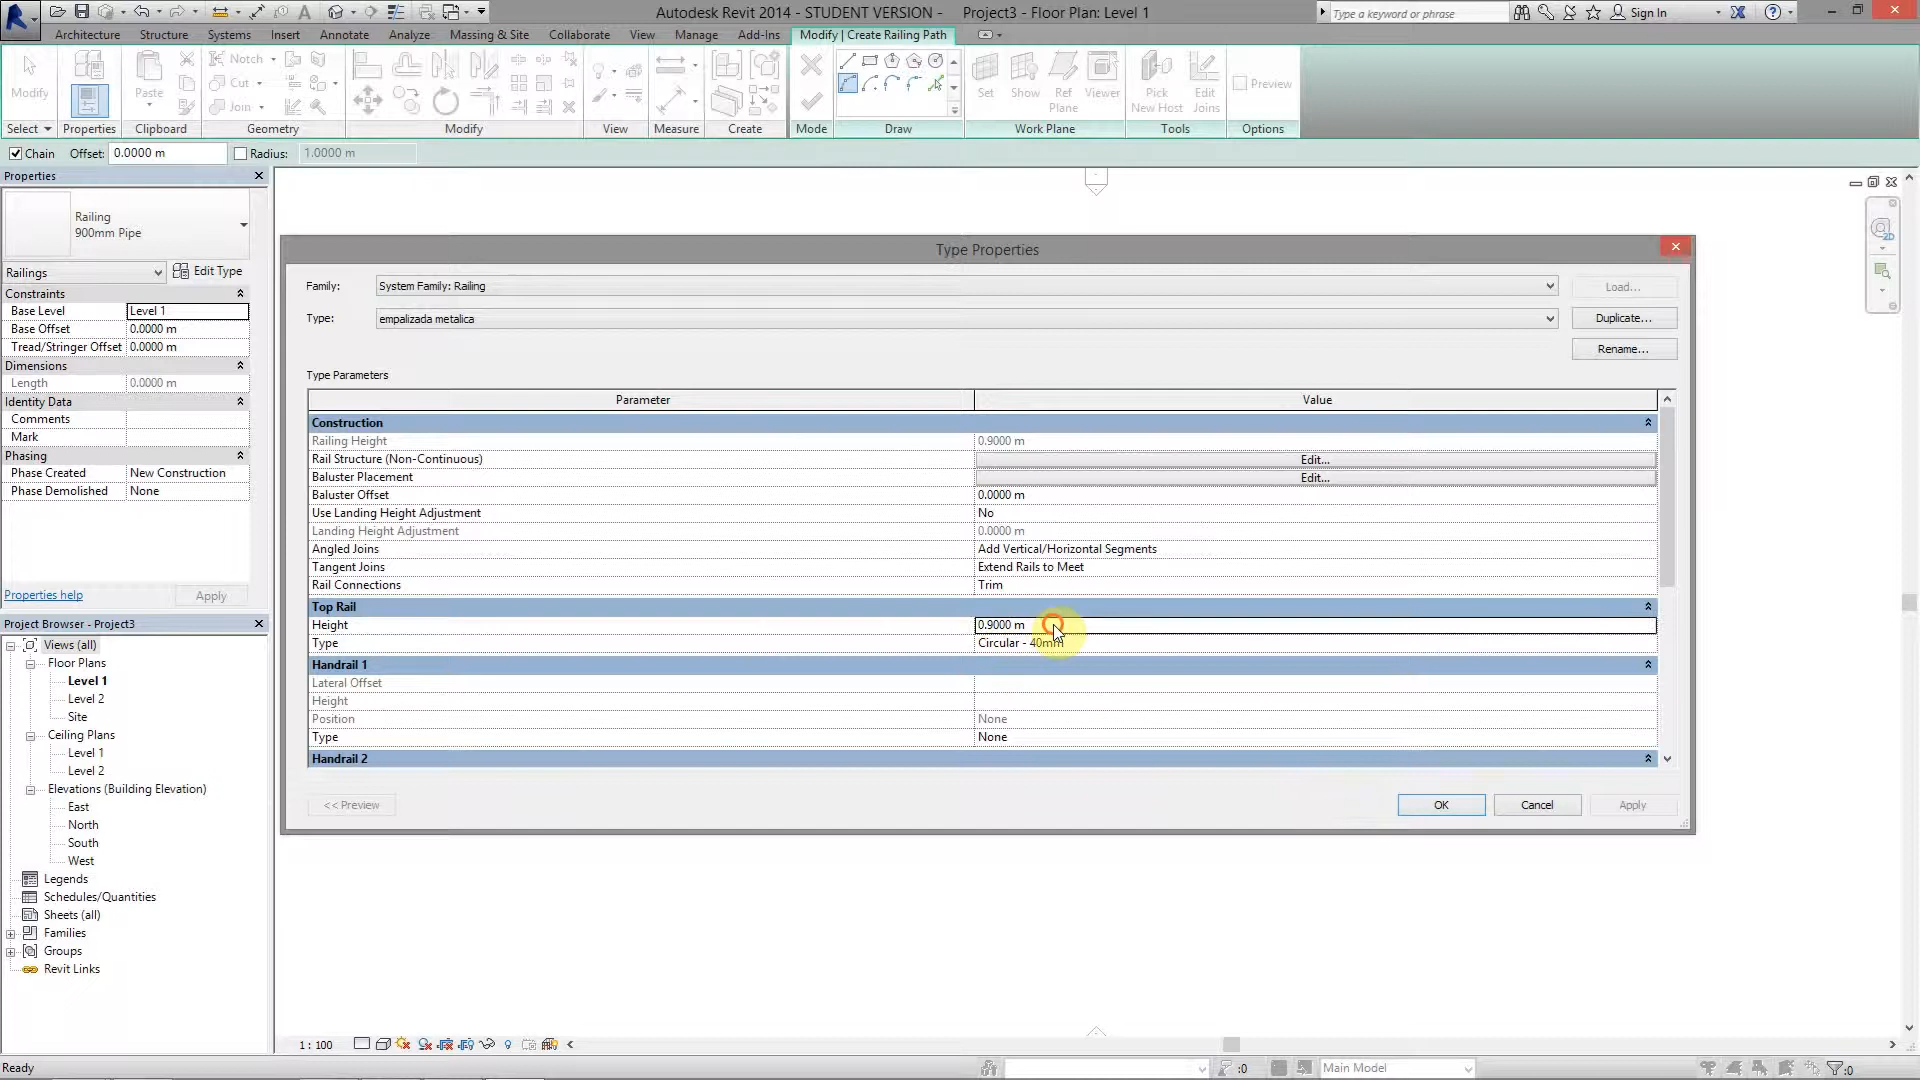 Autodesk Revit 2014 - STUDENT VERSION - Project3 - Floor Plan: Level 1
Type a keyword or phrase
Sign In
Architecture Structure Systems Insert Annotate Analyze Massing & Site Collaborate View Manage Add-Ins Modify | Create Railing Path
Modify Paste Notch Cut Join Set Show Ref Plane Viewer Pick New Host Edit Joins Preview
Select Properties Clipboard Geometry Modify View Measure Create Mode Draw Work Plane Tools Options
Chain Offset: 0.0000 m Radius: 1.0000 m
Properties
Railing
900mm Pipe
Railings Edit Type
Constraints
Base Level Level 1
Base Offset 0.0000 m
Tread/Stringer Offset 0.0000 m
Dimensions
Length 0.0000 m
Identity Data
Comments
Mark
Phasing
Phase Created New Construction
Phase Demolished None
Properties help Apply
Project Browser - Project3
Views (all)
Floor Plans
Level 1
Level 2
Site
Ceiling Plans
Level 1
Level 2
Elevations (Building Elevation)
East
North
South
West
Legends
Schedules/Quantities
Sheets (all)
Families
Groups
Revit Links
Type Properties
Family: System Family: Railing Load...
Type: empalizada metalica Duplicate...
Rename...
Type Parameters
Parameter Value
Construction
Railing Height 0.9000 m
Rail Structure (Non-Continuous) Edit...
Baluster Placement Edit...
Baluster Offset 0.0000 m
Use Landing Height Adjustment No
Landing Height Adjustment 0.0000 m
Angled Joins Add Vertical/Horizontal Segments
Tangent Joins Extend Rails to Meet
Rail Connections Trim
Top Rail
Height 0.9000 m
Type Circular - 40mm
Handrail 1
Lateral Offset
Height
Position None
Type None
Handrail 2
<< Preview OK Cancel Apply
1 : 100
Ready :0 Main Model :0